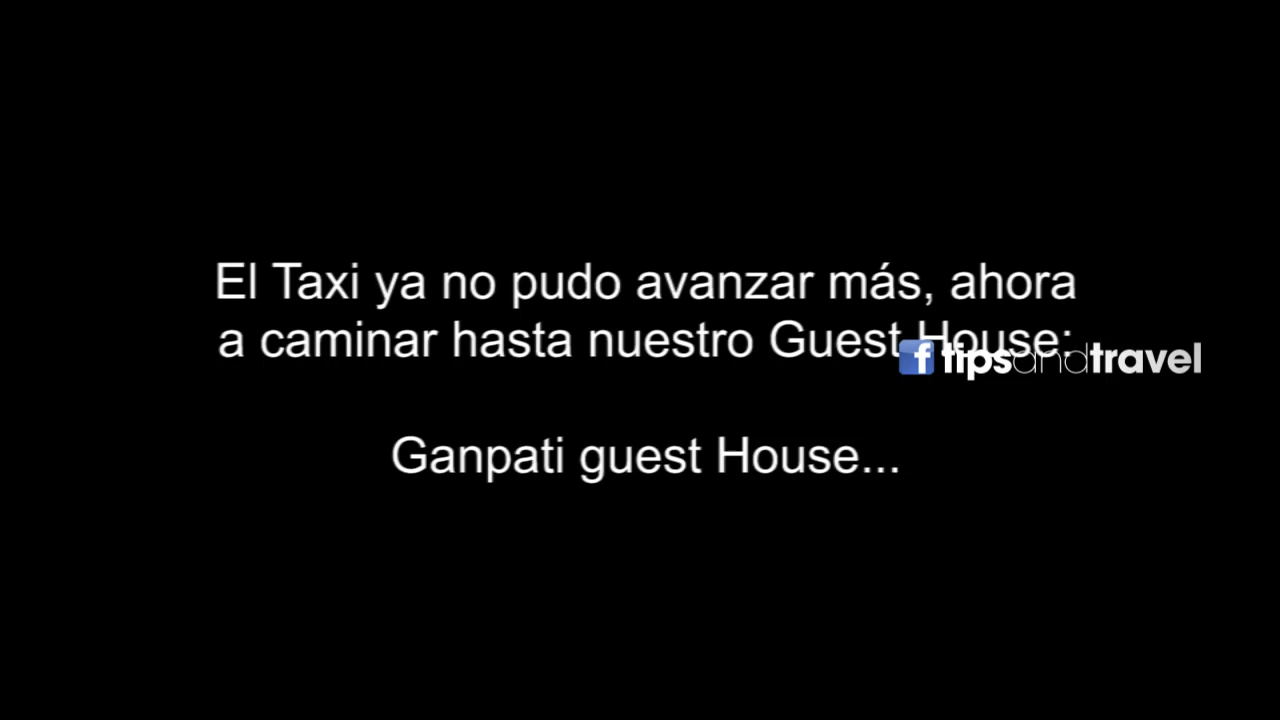 El Taxi ya no pudo avanzar más, ahora
a caminar hasta nuestro Guest House:
tipsandtravel
Ganpati guest House...